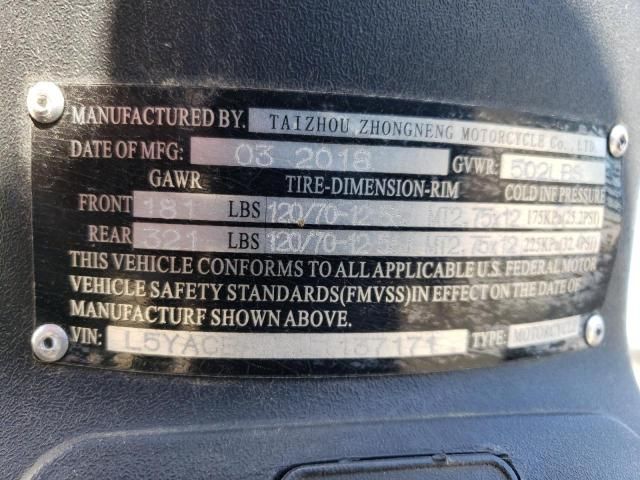 MANUFACTURED BY. TAIZHOU ZHONGNENG MOTORCYCLE Co., LTD.
DATE OF MFG: 03 2018 GVWR: 502LBS
GAWR TIRE-DIMENSION-RIM COLD INF PRESSURE
FRONT 181 LBS 120/70-12 MT2.75x12 175KPa(25.2PSI)
REAR 321 LBS 120/70-12 MT2.75x12 225KPa(32.4PSI)
THIS VEHICLE CONFORMS TO ALL APPLICABLE U.S. FEDERAL MOTOR
VEHICLE SAFETY STANDARDS(FMVSS)IN EFFECT ON THE DATE OF
MANUFACTURF SHOWN ABOVE.
VIN: L5YAC 137171 TYPE: MOTORCYCLE